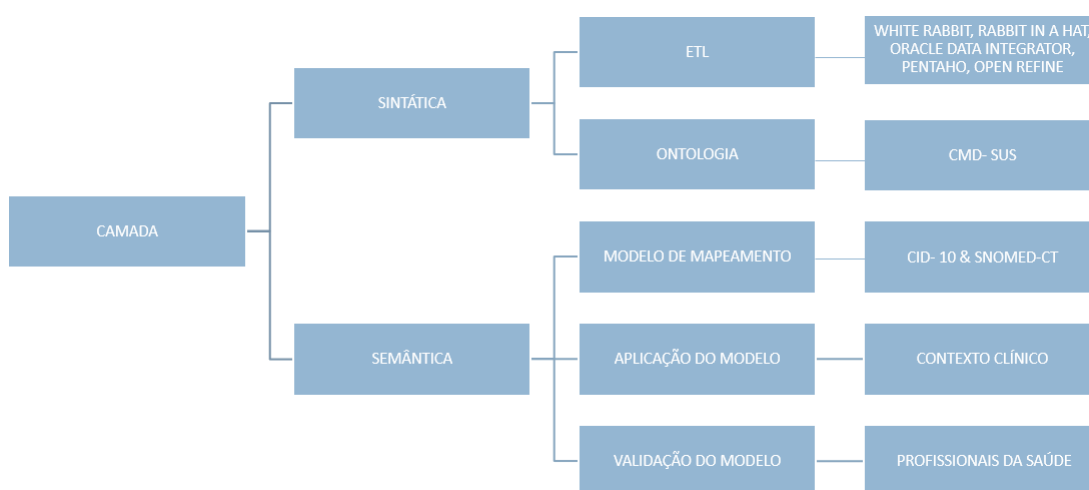 CAMADA
SINTÁTICA
ETL
WHITE RABBIT, RABBIT IN A HAT,
ORACLE DATA INTEGRATOR,
PENTAHO, OPEN REFINE
ONTOLOGIA
CMD- SUS
SEMÂNTICA
MODELO DE MAPEAMENTO
CID- 10 & SNOMED-CT
APLICAÇÃO DO MODELO
CONTEXTO CLÍNICO
VALIDAÇÃO DO MODELO
PROFISSIONAIS DA SAÚDE